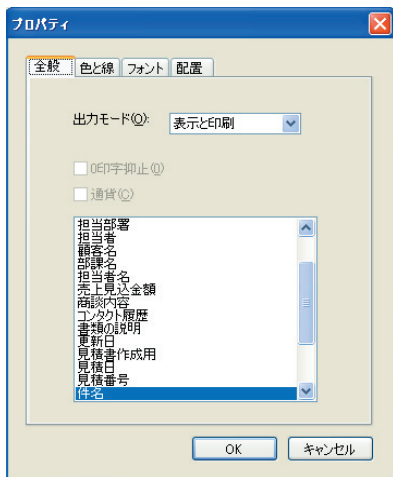 プロパティ
全般 色と線 フォント 配置
出力モード(O): 表示と印刷
0印字抑止(0)
通貨(C)
担当部署
担当者
顧客名
部課名
担当者名
売上見込金額
商談内容
コンタクト履歴
書類の説明
更新日
見積書作成用
見積日
見積番号
件名
OK キャンセル